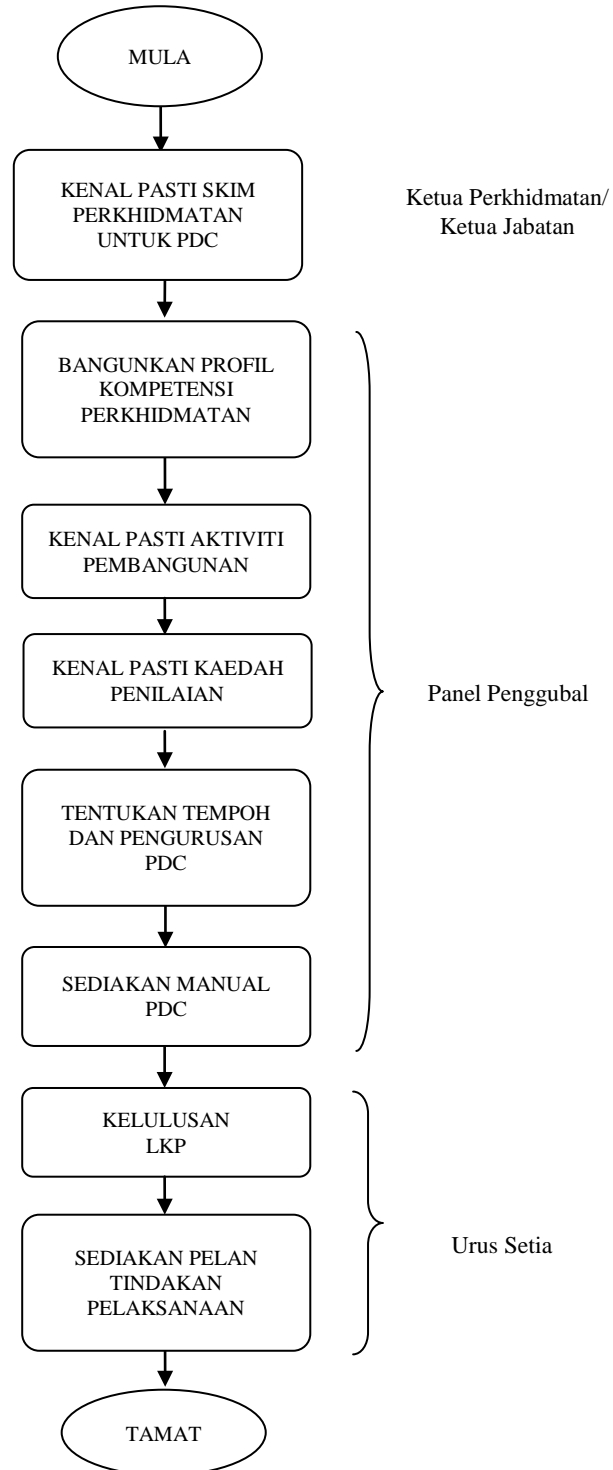 MULA
KENAL PASTI SKIM
PERKHIDMATAN
UNTUK PDC
Ketua Perkhidmatan/
Ketua Jabatan
BANGUNKAN PROFIL
KOMPETENSI
PERKHIDMATAN
KENAL PASTI AKTIVITI
PEMBANGUNAN
KENAL PASTI KAEDAH
PENILAIAN
Panel Penggubal
TENTUKAN TEMPOH
DAN PENGURUSAN
PDC
SEDIAKAN MANUAL
PDC
KELULUSAN
LKP
SEDIAKAN PELAN
TINDAKAN
PELAKSANAAN
Urus Setia
TAMAT